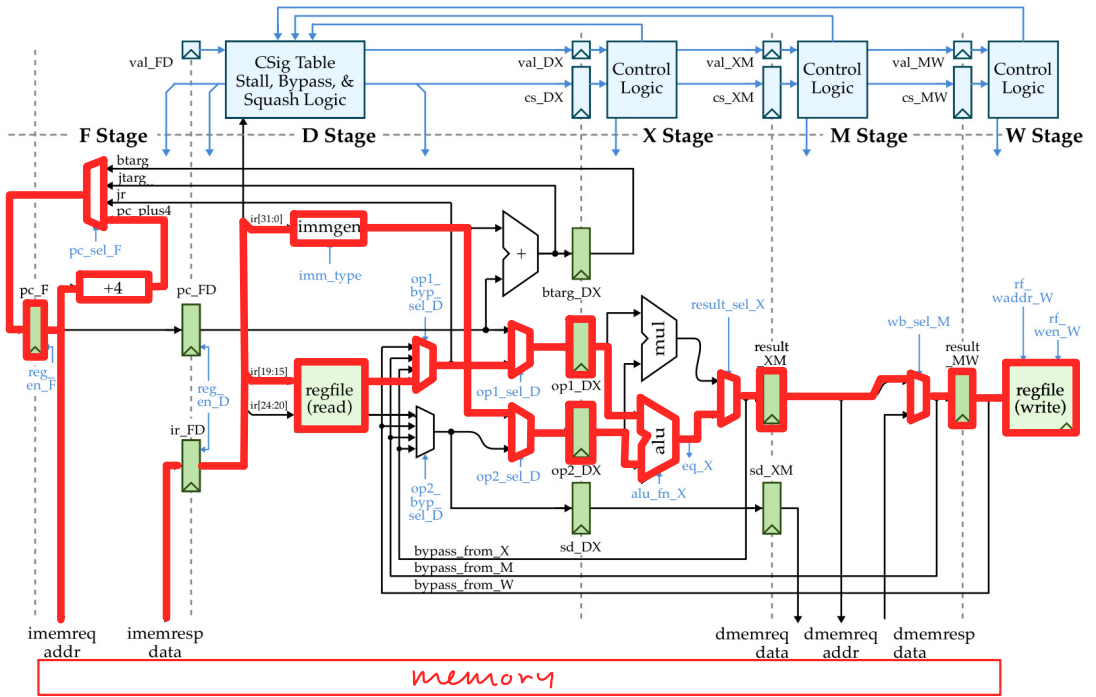 val_FD
CSig Table
Stall, Bypass, &
Squash Logic
val_DX
cs_DX
Control
Logic
val_XM
cs_XM
Control
Logic
val_MW
cs_MW
Control
Logic
F Stage
D Stage
X Stage
M Stage
W Stage
btarg
jtarg
jr
pc_plus4
pc_sel_F
ir[31:0]
immgen
imm_type
+
btarg_DX
pc_F
+4
pc_FD
reg_
en_F
reg_
en_D
op1_
byp_
sel_D
ir[19:15]
regfile
(read)
ir[24:20]
op1_sel_D
op1_DX
mul
result_sel_X
result
_XM
wb_sel_M
result
_MW
rf_
waddr_W
rf_
wen_W
regfile
(write)
ir_FD
op2_
byp_
sel_D
op2_sel_D
op2_DX
alu
eq_X
alu_fn_X
sd_XM
sd_DX
bypass_from_X
bypass_from_M
bypass_from_W
imemreq
addr
imemresp
data
dmemreq
data
dmemreq
addr
dmemresp
data
memory